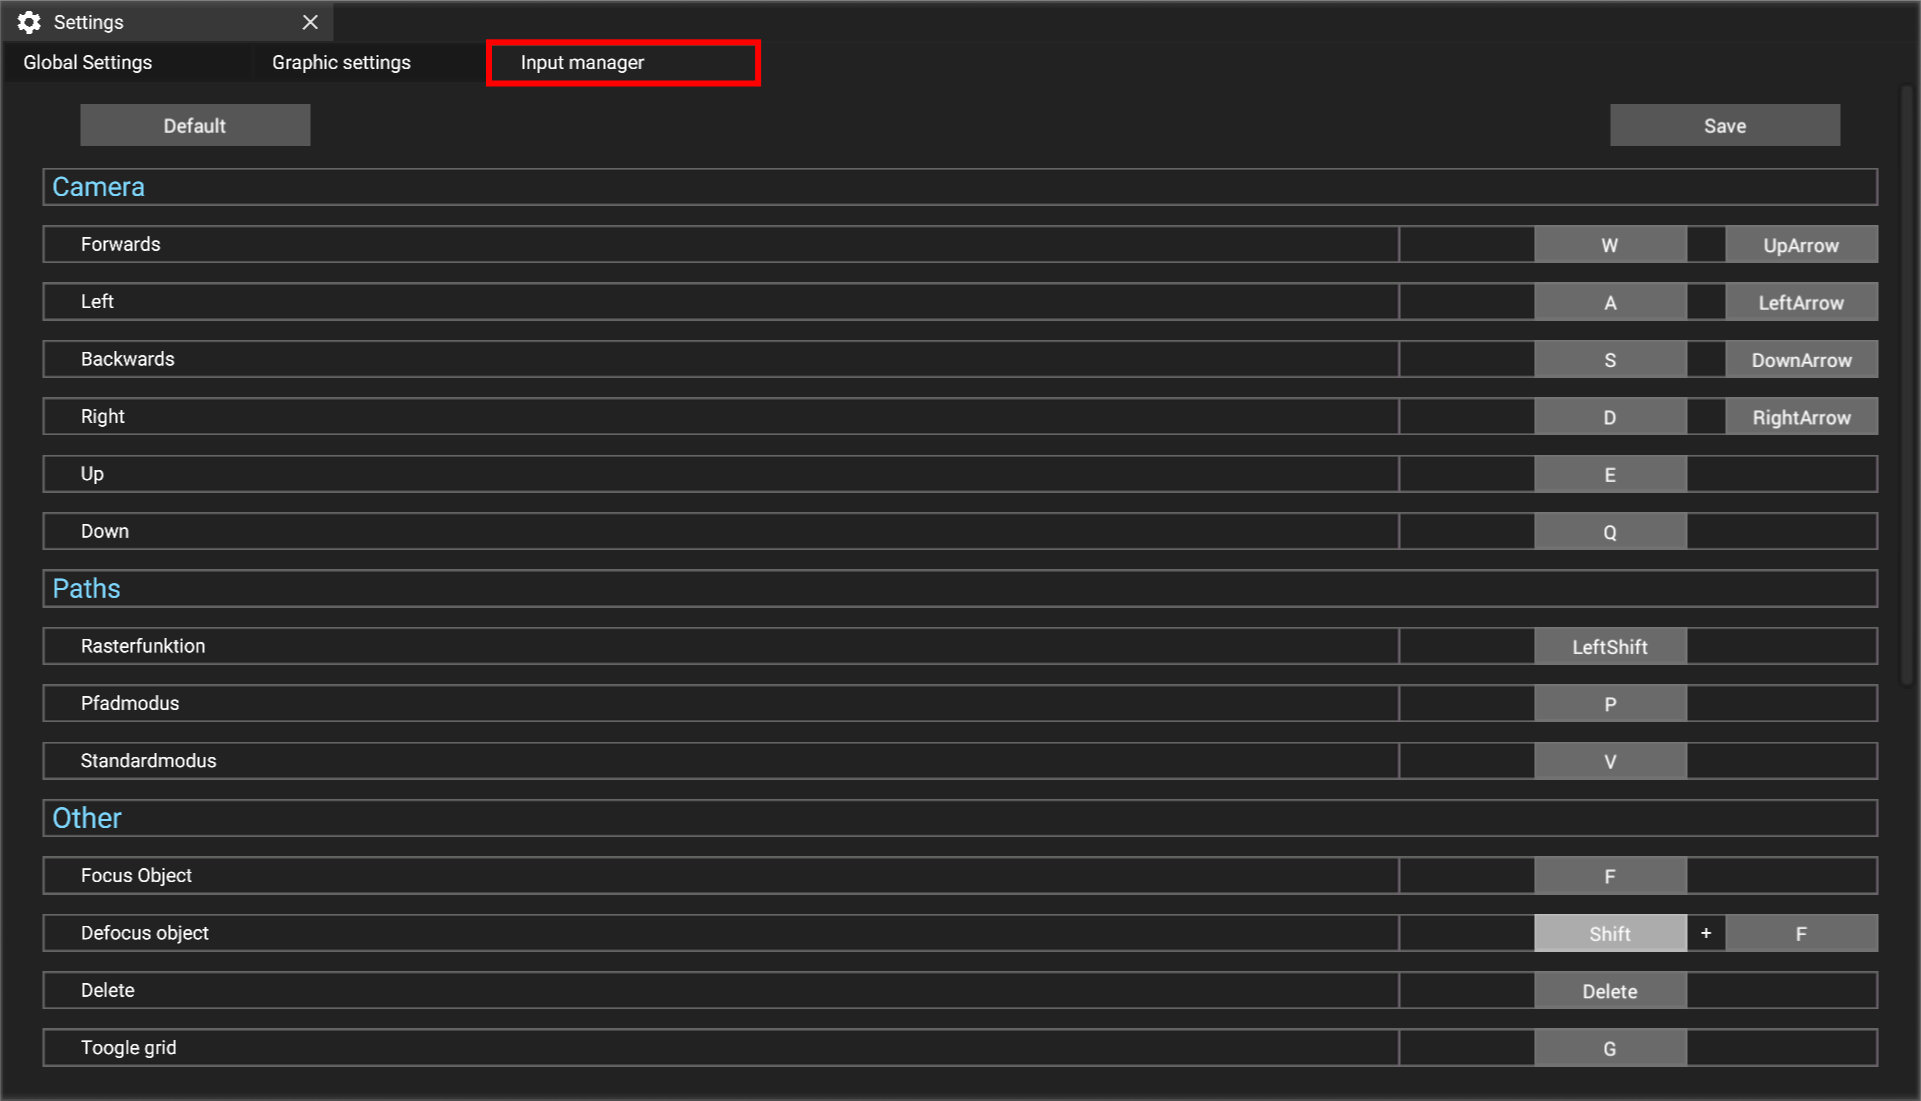 Settings
Global Settings Graphic settings Input manager
Default Save
Camera
Forwards W UpArrow
Left A LeftArrow
Backwards S DownArrow
Right D RightArrow
Up E
Down Q
Paths
Rasterfunktion LeftShift
Pfadmodus P
Standardmodus V
Other
Focus Object F
Defocus object Shift + F
Delete Delete
Toogle grid G